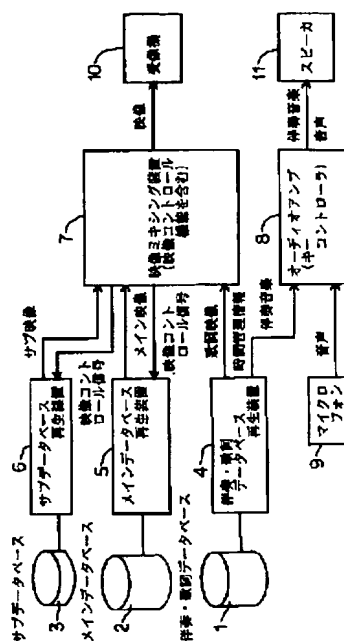 サブデータベース
3
サブデータベース
再生装置
6
メインデータベース
2
メインデータベース
再生装置
5
伴奏・歌詞データベース
1
伴奏・歌詞
データベース
再生装置
4
サブ映像
映像コント
ロール信号
メイン映像
映像コント
ロール信号
歌詞映像
時間管理情報
伴奏音楽
7
映像ミキシング装置
(映像コントロール
機能を含む)
映像
10
受像機
マイクロ
フォン
9
音声
オーディオアンプ
(キー
コントローラ)
8
伴奏音楽
音声
11
スピーカ